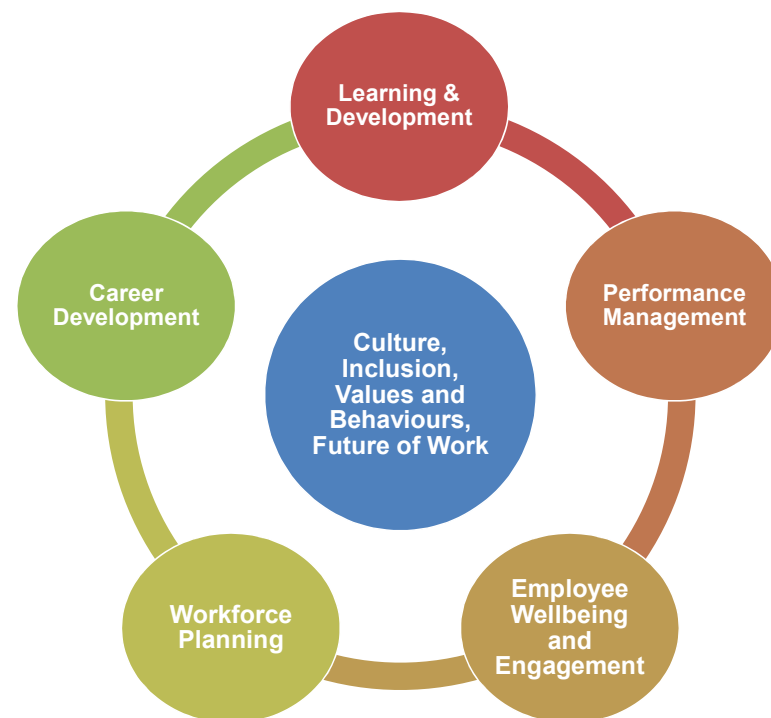 Learning &
Development
Performance
Management
Employee
Wellbeing
and
Engagement
Workforce
Planning
Career
Development
Culture,
Inclusion,
Values and
Behaviours,
Future of Work